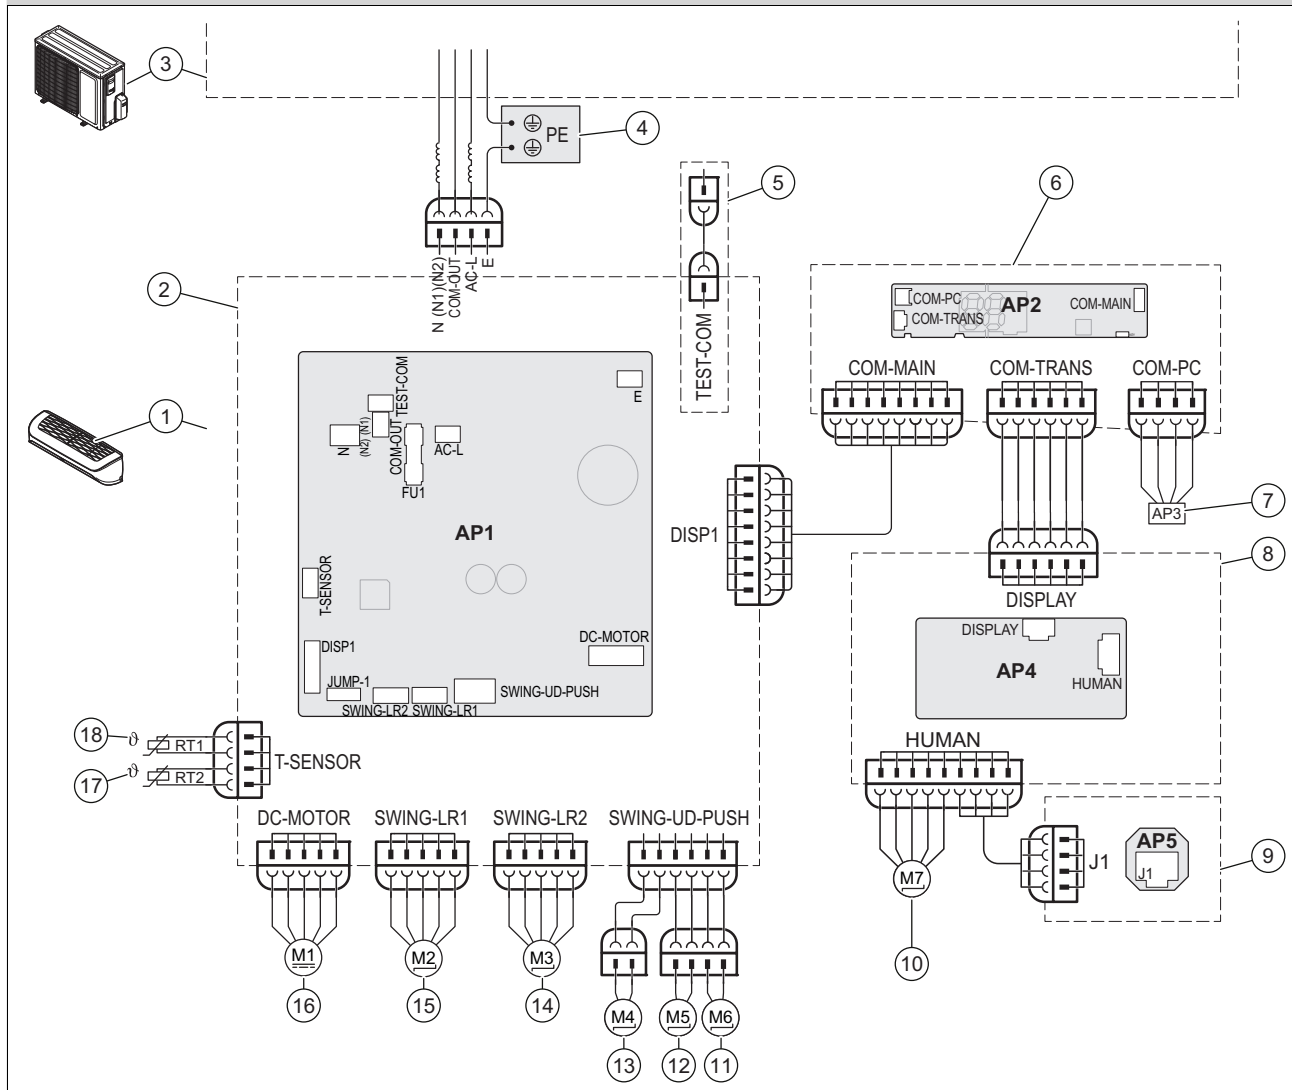 3
PE
4
5
6
2
N (N1)(N2)
COM-OUT
AC-L
E
TEST-COM
COM-PC
COM-TRANS
AP2
COM-MAIN
COM-MAIN
COM-TRANS
COM-PC
TEST-COM
E
N
(N2) (N1)
COM-OUT
AC-L
FU1
1
AP3
7
AP1
DISP1
8
T-SENSOR
DISPLAY
DISPLAY
AP4
HUMAN
DC-MOTOR
DISP1
JUMP-1
SWING-LR2
SWING-LR1
SWING-UD-PUSH
18
ϑ
RT1
17
ϑ
RT2
T-SENSOR
HUMAN
DC-MOTOR
SWING-LR1
SWING-LR2
SWING-UD-PUSH
J1
AP5
J1
9
M7
10
M1
M2
M3
16
15
14
M4
M5
M6
13
12
11